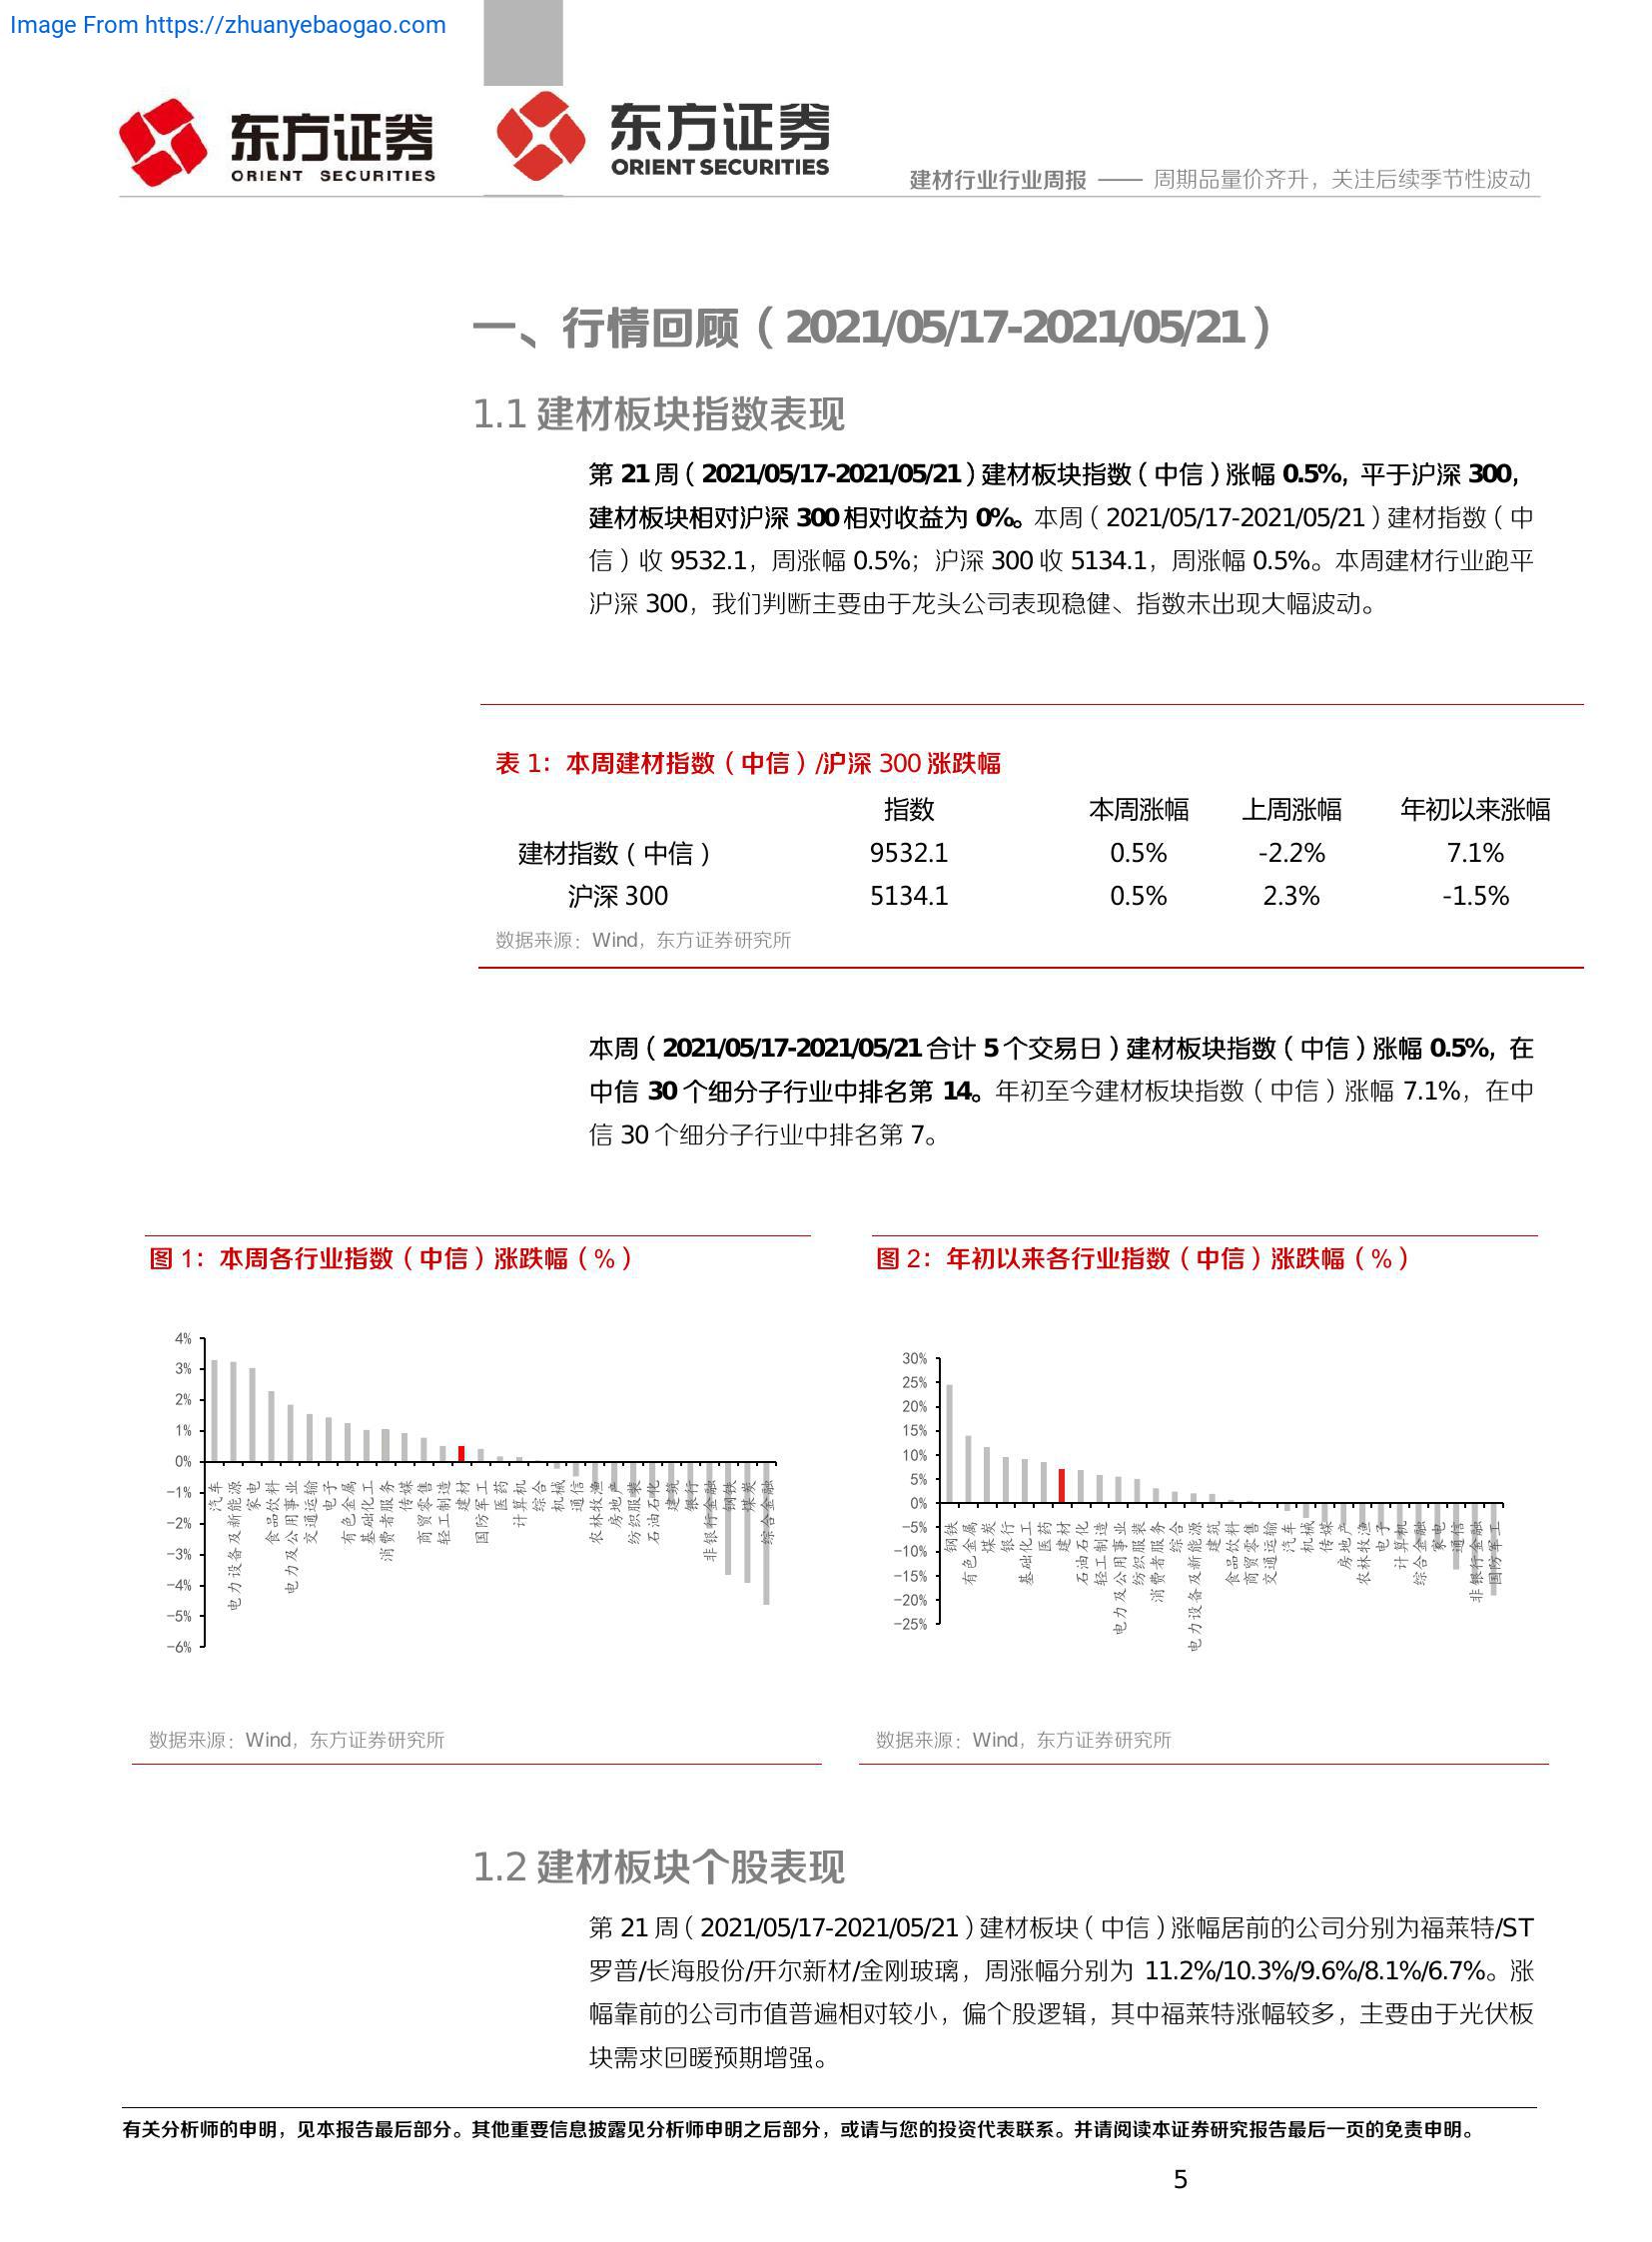 Image From https://zhuanyebaogao.com
东方证券
ORIENT SECURITIES
东方证券
ORIENT SECURITIES
建材行业行业周报 —— 周期品量价齐升，关注后续季节性波动
一、行情回顾（2021/05/17-2021/05/21）
1.1 建材板块指数表现
第 21 周（2021/05/17-2021/05/21）建材板块指数（中信）涨幅 0.5%，平于沪深 300，
建材板块相对沪深 300 相对收益为 0%。本周（2021/05/17-2021/05/21）建材指数（中
信）收 9532.1，周涨幅 0.5%；沪深 300 收 5134.1，周涨幅 0.5%。本周建材行业跑平
沪深 300，我们判断主要由于龙头公司表现稳健、指数未出现大幅波动。
表 1：本周建材指数（中信）/沪深 300 涨跌幅
指数 本周涨幅 上周涨幅 年初以来涨幅
建材指数（中信） 9532.1 0.5% -2.2% 7.1%
沪深 300 5134.1 0.5% 2.3% -1.5%
数据来源：Wind，东方证券研究所
本周（2021/05/17-2021/05/21 合计 5 个交易日）建材板块指数（中信）涨幅 0.5%，在
中信 30 个细分子行业中排名第 14。年初至今建材板块指数（中信）涨幅 7.1%，在中
信 30 个细分子行业中排名第 7。
图 1：本周各行业指数（中信）涨跌幅（%）
4%
3%
2%
1%
0%
-1%
-2%
-3%
-4%
-5%
-6%
汽车
电力设备及新能源
家电
食品饮料
电力及公用事业
交通运输
电子
有色金属
基础化工
消费者服务
传媒
商贸零售
轻工制造
建材
国防军工
医药
计算机
综合
机械
通信
农林牧渔
房地产
纺织服装
石油石化
建筑
银行
非银行金融
钢铁
煤炭
综合金融
数据来源：Wind，东方证券研究所
图 2：年初以来各行业指数（中信）涨跌幅（%）
30%
25%
20%
15%
10%
5%
0%
-5%
-10%
-15%
-20%
-25%
钢铁
有色金属
煤炭
银行
基础化工
医药
建材
石油石化
轻工制造
电力及公用事业
纺织服装
消费者服务
综合
电力设备及新能源
建筑
食品饮料
商贸零售
交通运输
汽车
机械
传媒
房地产
农林牧渔
电子
计算机
综合金融
家电
通信
非银行金融
国防军工
数据来源：Wind，东方证券研究所
1.2 建材板块个股表现
第 21 周（2021/05/17-2021/05/21）建材板块（中信）涨幅居前的公司分别为福莱特/ST
罗普/长海股份/开尔新材/金刚玻璃，周涨幅分别为 11.2%/10.3%/9.6%/8.1%/6.7%。涨
幅靠前的公司市值普遍相对较小，偏个股逻辑，其中福莱特涨幅较多，主要由于光伏板
块需求回暖预期增强。
有关分析师的申明，见本报告最后部分。其他重要信息披露见分析师申明之后部分，或请与您的投资代表联系。并请阅读本证券研究报告最后一页的免责申明。
5